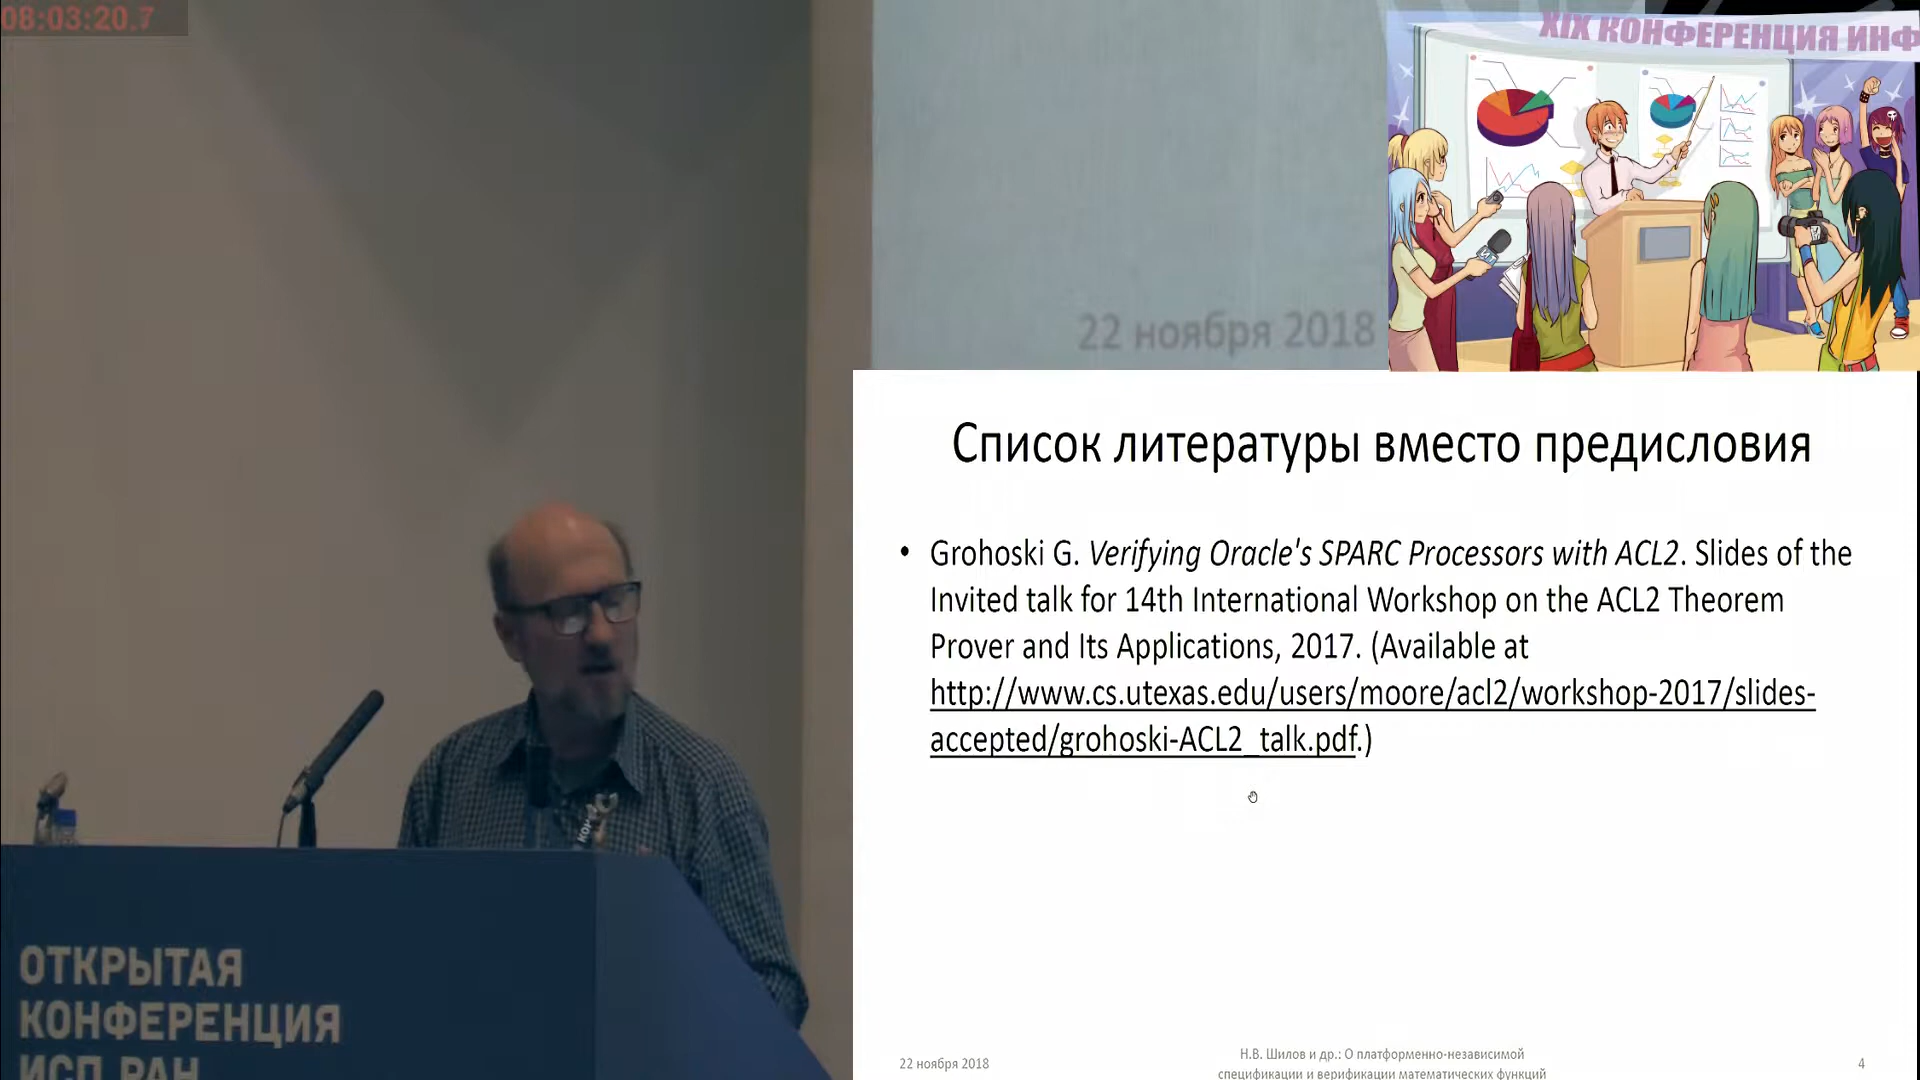 08:03:20.7
XIX КОНФЕРЕНЦИЯ ИНФ
22 ноября 2018
Список литературы вместо предисловия
• Grohoski G. Verifying Oracle's SPARC Processors with ACL2. Slides of the
Invited talk for 14th International Workshop on the ACL2 Theorem
Prover and Its Applications, 2017. (Available at
http://www.cs.utexas.edu/users/moore/acl2/workshop-2017/slides-
accepted/grohoski-ACL2_talk.pdf.)
ОТКРЫТАЯ
КОНФЕРЕНЦИЯ
ИСП РАН
22 ноября 2018
Н.В. Шилов и др.: О платформенно-независимой
спецификации и верификации математических функций
4